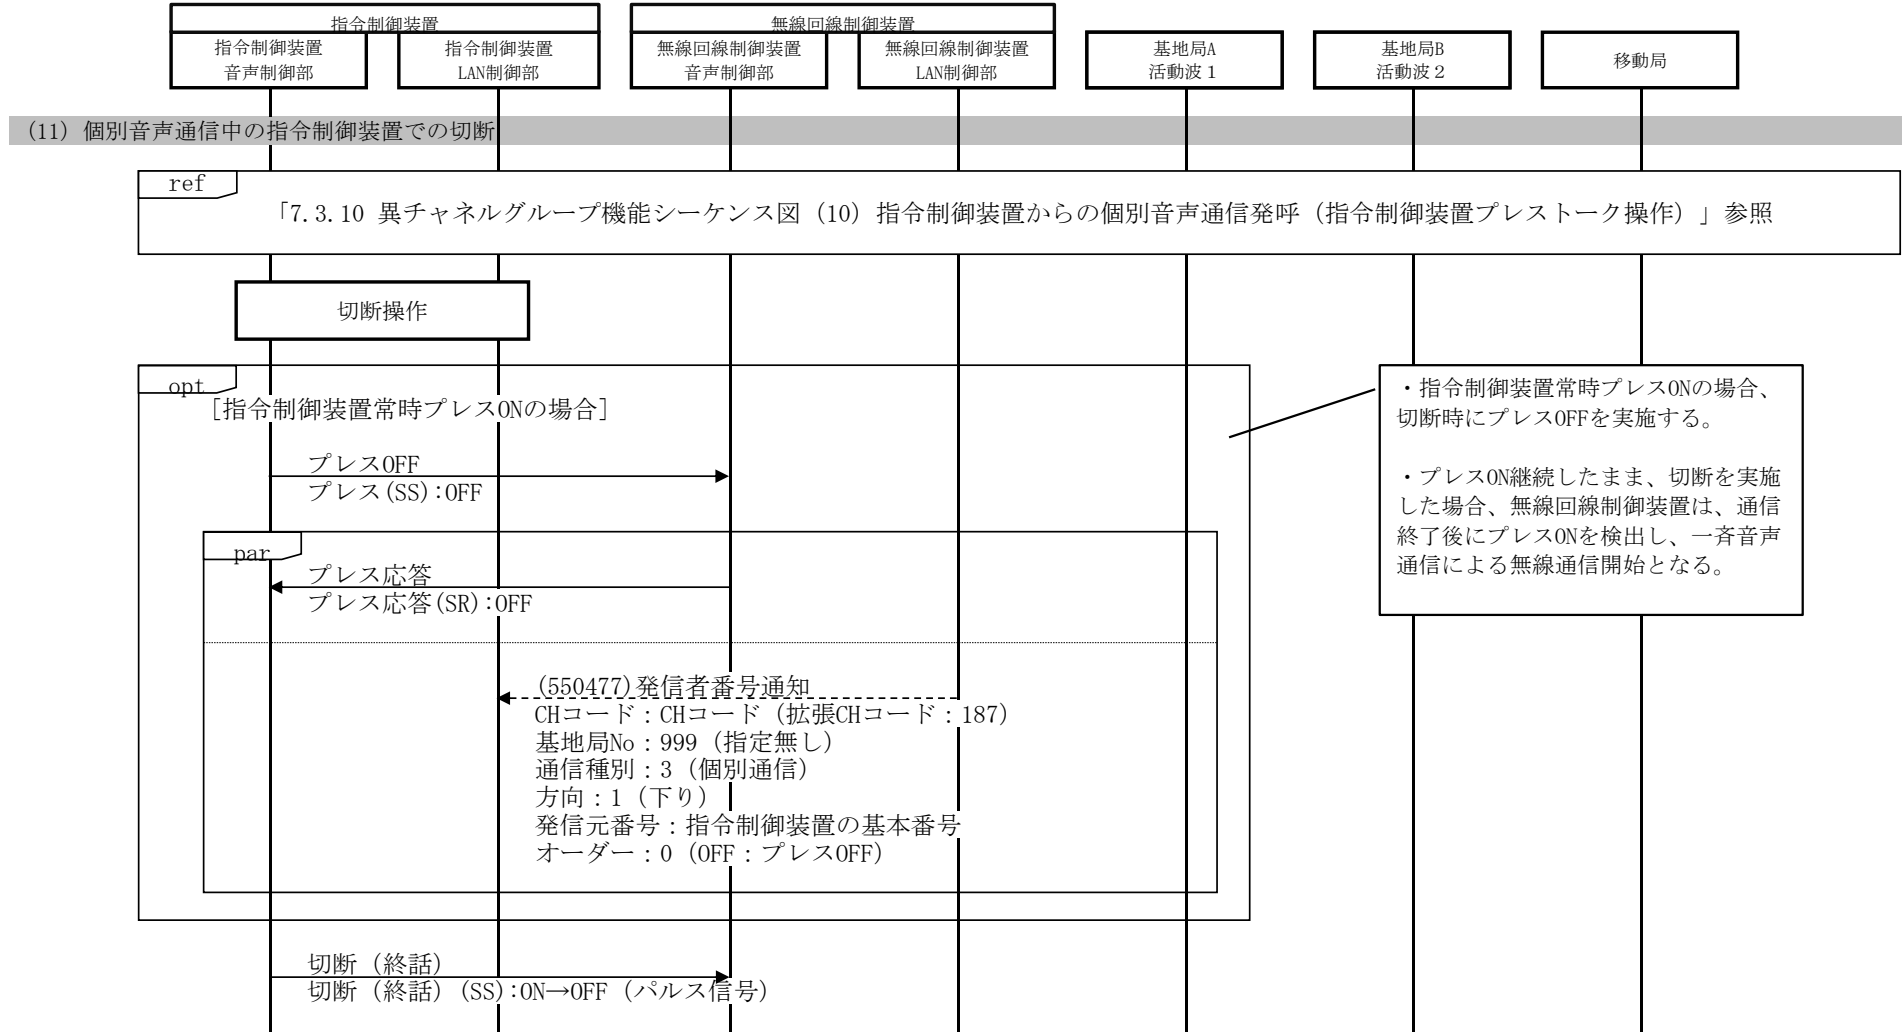 指令制御装置
無線回線制御装置
指令制御装置
音声制御部
指令制御装置
LAN制御部
無線回線制御装置
音声制御部
無線回線制御装置
LAN制御部
基地局A
活動波１
基地局B
活動波２
移動局
(11) 個別音声通信中の指令制御装置での切断
ref
「7.3.10 異チャネルグループ機能シーケンス図（10）指令制御装置からの個別音声通信発呼（指令制御装置プレストーク操作）」参照
切断操作
opt
［指令制御装置常時プレスONの場合］
・指令制御装置常時プレスONの場合、
切断時にプレスOFFを実施する。
・プレスON継続したまま、切断を実施
した場合、無線回線制御装置は、通信
終了後にプレスONを検出し、一斉音声
通信による無線通信開始となる。
プレスOFF
プレス(SS):OFF
par
プレス応答
プレス応答(SR):OFF
(550477)発信者番号通知
CHコード：CHコード（拡張CHコード：187）
基地局No：999（指定無し）
通信種別：3（個別通信）
方向：1（下り）
発信元番号：指令制御装置の基本番号
オーダー：0（OFF：プレスOFF）
切断（終話）
切断（終話）(SS):ON→OFF（パルス信号）